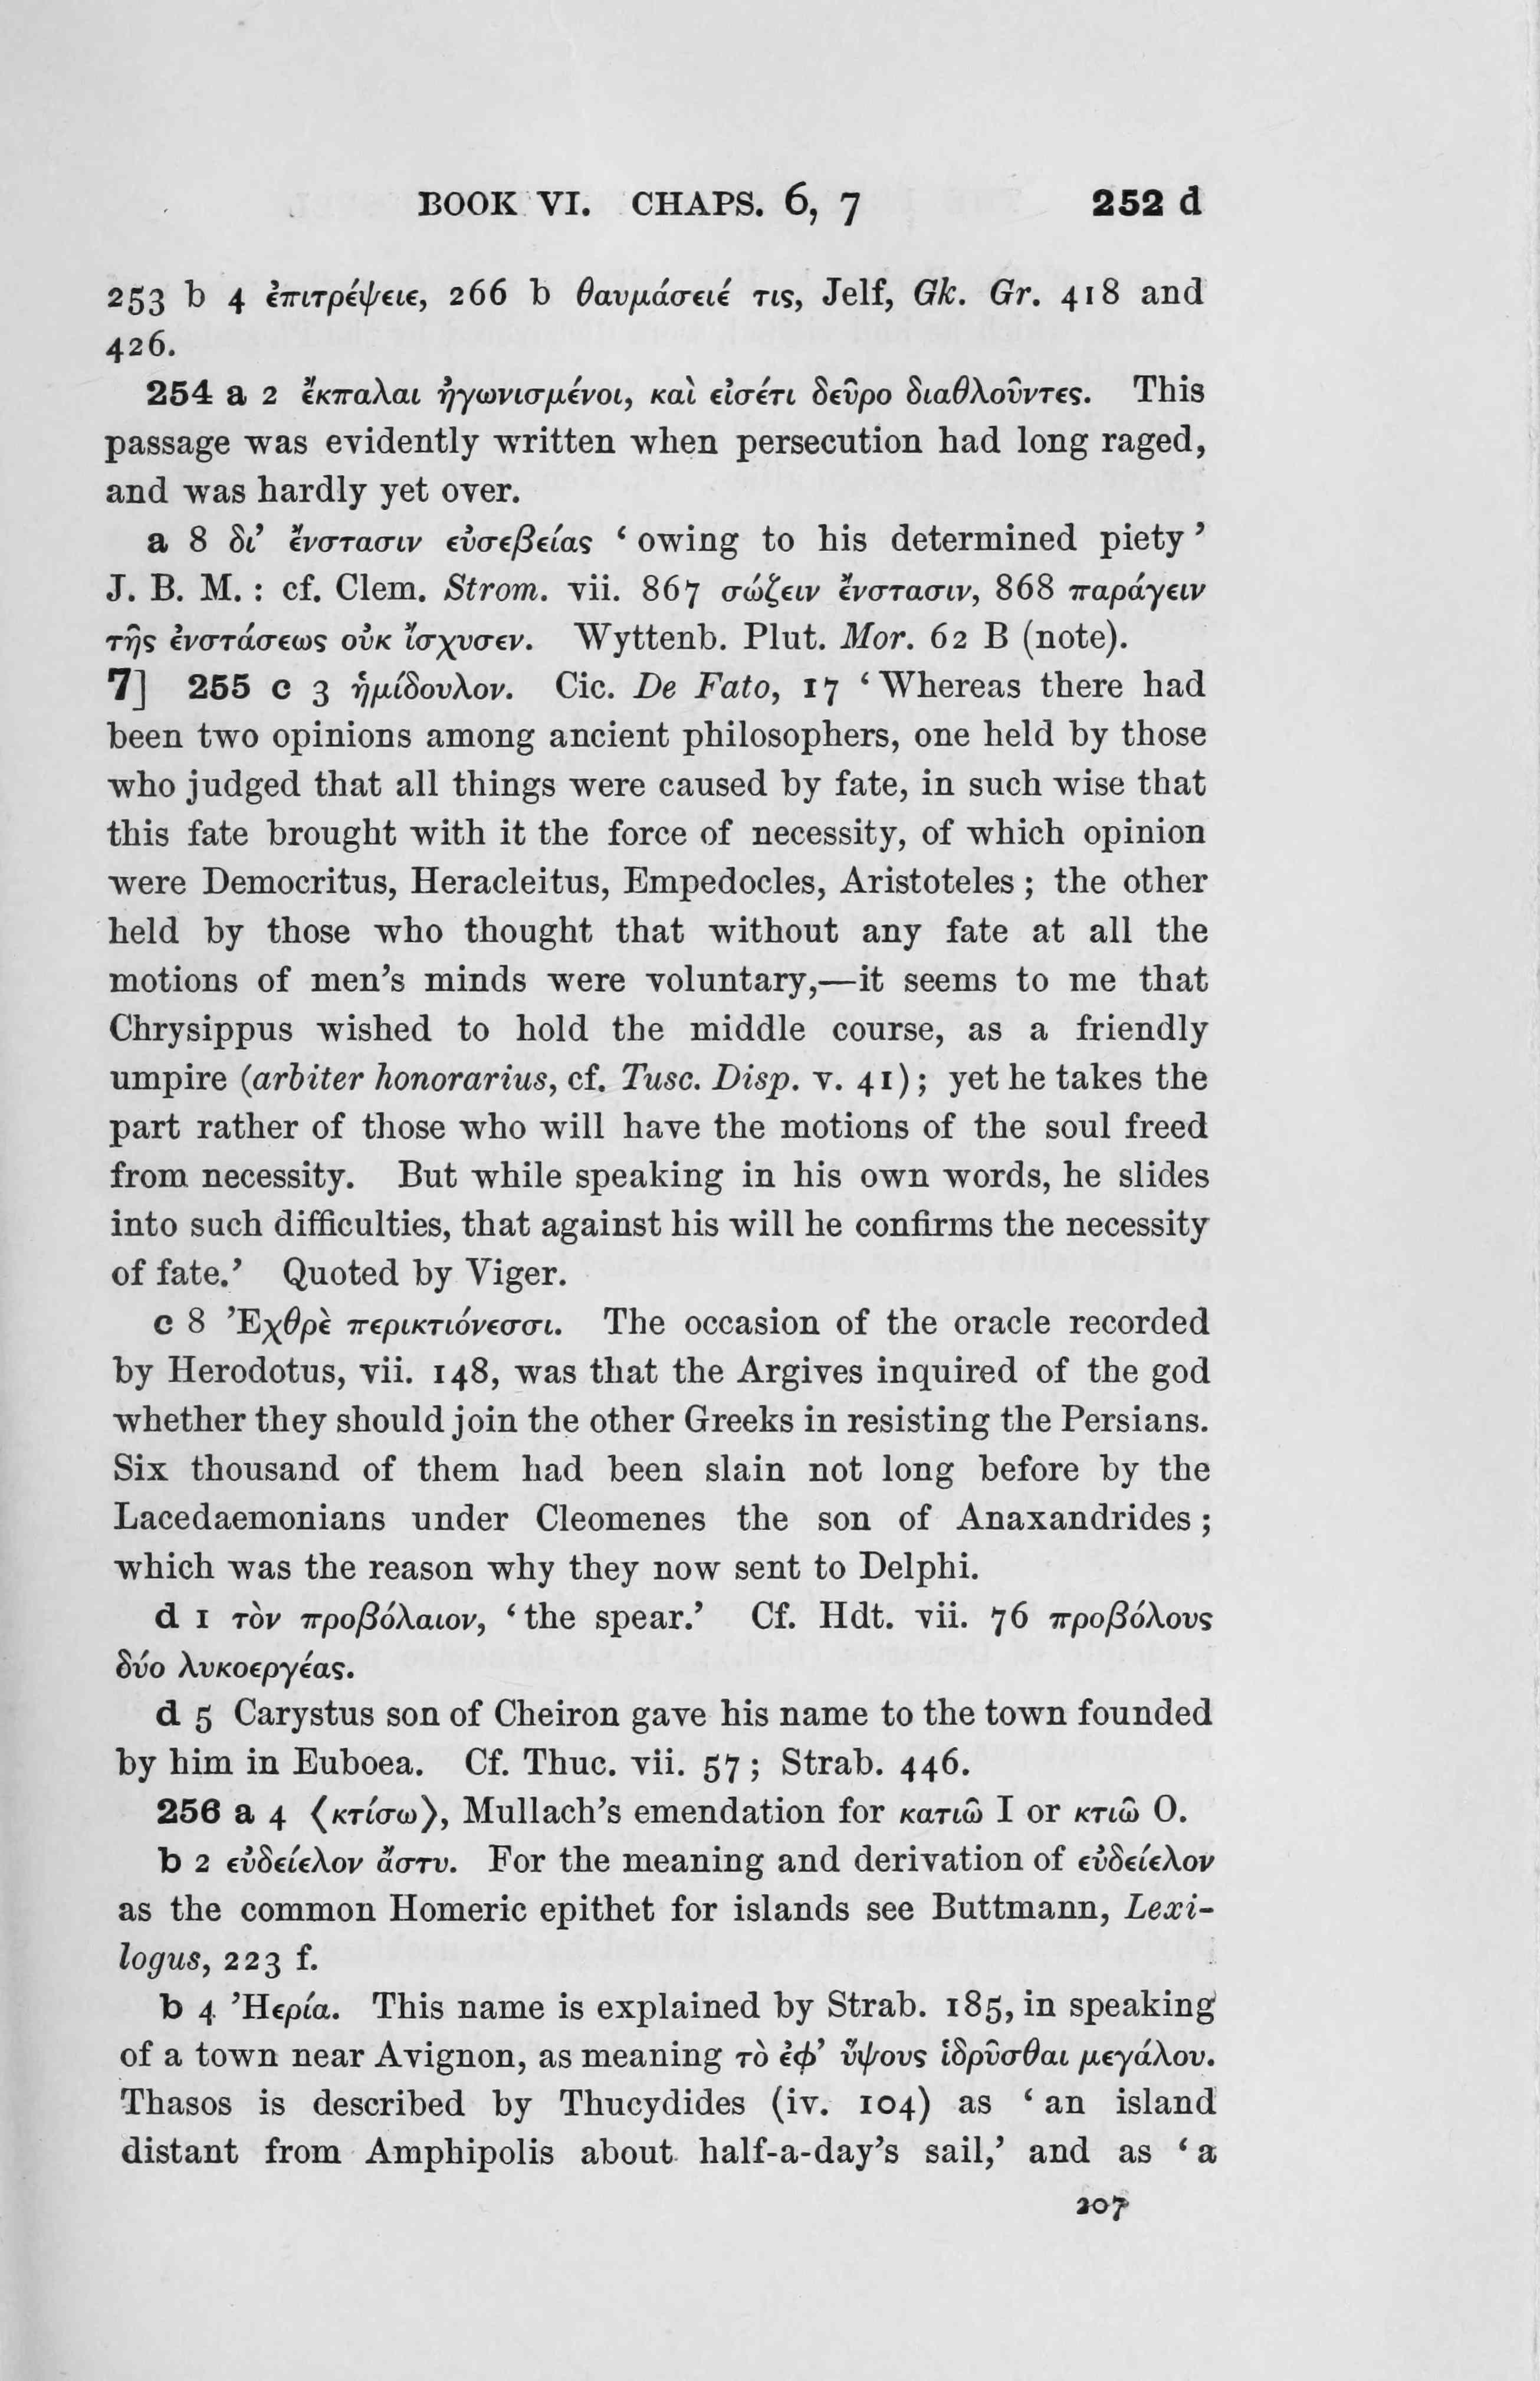 BOOK VI. CHAPS. 6, 7 252 d
253 b 4 ἐπιτρέψειε, 266 b θαυμάσειέ τις, Jelf, Gk. Gr. 418 and
426.
254 a 2 ἔκπαλαι ἠγωνισμένοι, καὶ εἰσέτι δεῦρο διαθλοῦντες. This
passage was evidently written when persecution had long raged,
and was hardly yet over.
a 8 δι’ ἔνστασιν εὐσεβείας ‘owing to his determined piety’
J. B. M. : cf. Clem. Strom. vii. 867 σώζειν ἔνστασιν, 868 παράγειν
τῆς ἐνστάσεως οὐκ ἴσχυσεν. Wyttenb. Plut. Mor. 62 B (note).
7] 255 c 3 ἡμίδουλον. Cic. De Fato, 17 ‘Whereas there had
been two opinions among ancient philosophers, one held by those
who judged that all things were caused by fate, in such wise that
this fate brought with it the force of necessity, of which opinion
were Democritus, Heracleitus, Empedocles, Aristoteles ; the other
held by those who thought that without any fate at all the
motions of men’s minds were voluntary,—it seems to me that
Chrysippus wished to hold the middle course, as a friendly
umpire (arbiter honorarius, cf. Tusc. Disp. v. 41) ; yet he takes the
part rather of those who will have the motions of the soul freed
from necessity. But while speaking in his own words, he slides
into such difficulties, that against his will he confirms the necessity
of fate.’ Quoted by Viger.
c 8 Ἐχθρὲ περικτιόνεσσι. The occasion of the oracle recorded
by Herodotus, vii. 148, was that the Argives inquired of the god
whether they should join the other Greeks in resisting the Persians.
Six thousand of them had been slain not long before by the
Lacedaemonians under Cleomenes the son of Anaxandrides ;
which was the reason why they now sent to Delphi.
d 1 τὸν προβόλαιον, ‘the spear.’ Cf. Hdt. vii. 76 προβόλους
δύο λυκοεργέας.
d 5 Carystus son of Cheiron gave his name to the town founded
by him in Euboea. Cf. Thuc. vii. 57 ; Strab. 446.
256 a 4 ⟨κτίσω⟩, Mullach’s emendation for κατιῶ I or κτιῶ O.
b 2 εὐδείελον ἄστυ. For the meaning and derivation of εὐδείελον
as the common Homeric epithet for islands see Buttmann, Lexi-
logus, 223 f.
b 4 Ἠερία. This name is explained by Strab. 185, in speaking
of a town near Avignon, as meaning τὸ ἐφ’ ὕψους ἱδρῦσθαι μεγάλου.
Thasos is described by Thucydides (iv. 104) as ‘an island
distant from Amphipolis about half-a-day’s sail,’ and as ‘a
207